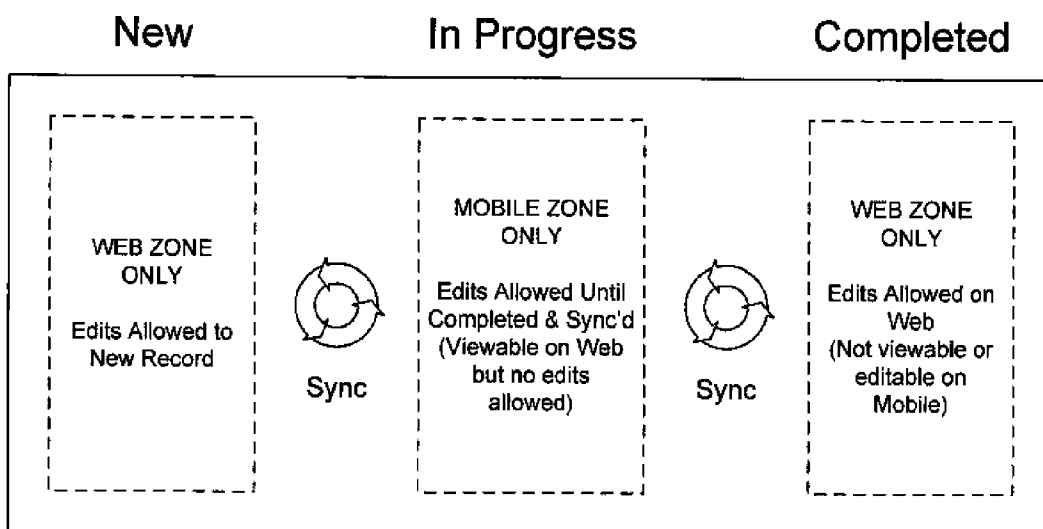 New
In Progress
Completed
WEB ZONE
ONLY
Edits Allowed to
New Record
Sync
MOBILE ZONE
ONLY
Edits Allowed Until
Completed & Sync'd
(Viewable on Web
but no edits
allowed)
Sync
WEB ZONE
ONLY
Edits Allowed on
Web
(Not viewable or
editable on
Mobile)